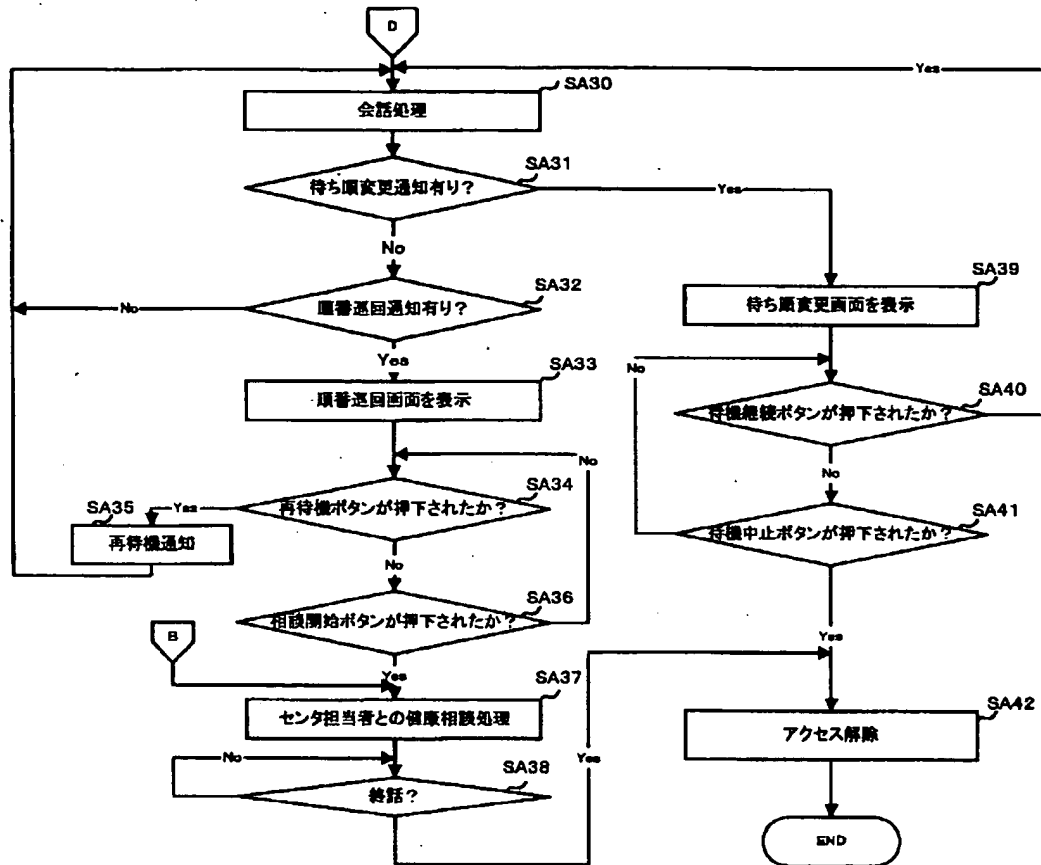 D
Yes
SA30
会話処理
SA31
待ち順変更通知有り？
Yes
No
SA32
順番巡回通知有り？
No
Yes
SA39
待ち順変更画面を表示
SA33
順番巡回画面を表示
No
SA40
待機継続ボタンが押下されたか？
No
No
SA34
再待機ボタンが押下されたか？
Yes
SA35
再待機通知
No
SA41
待機中止ボタンが押下されたか？
SA36
相談開始ボタンが押下されたか？
B
Yes
Yes
SA37
センタ担当者との健康相談処理
SA42
アクセス解除
Yes
No
SA38
終話？
END